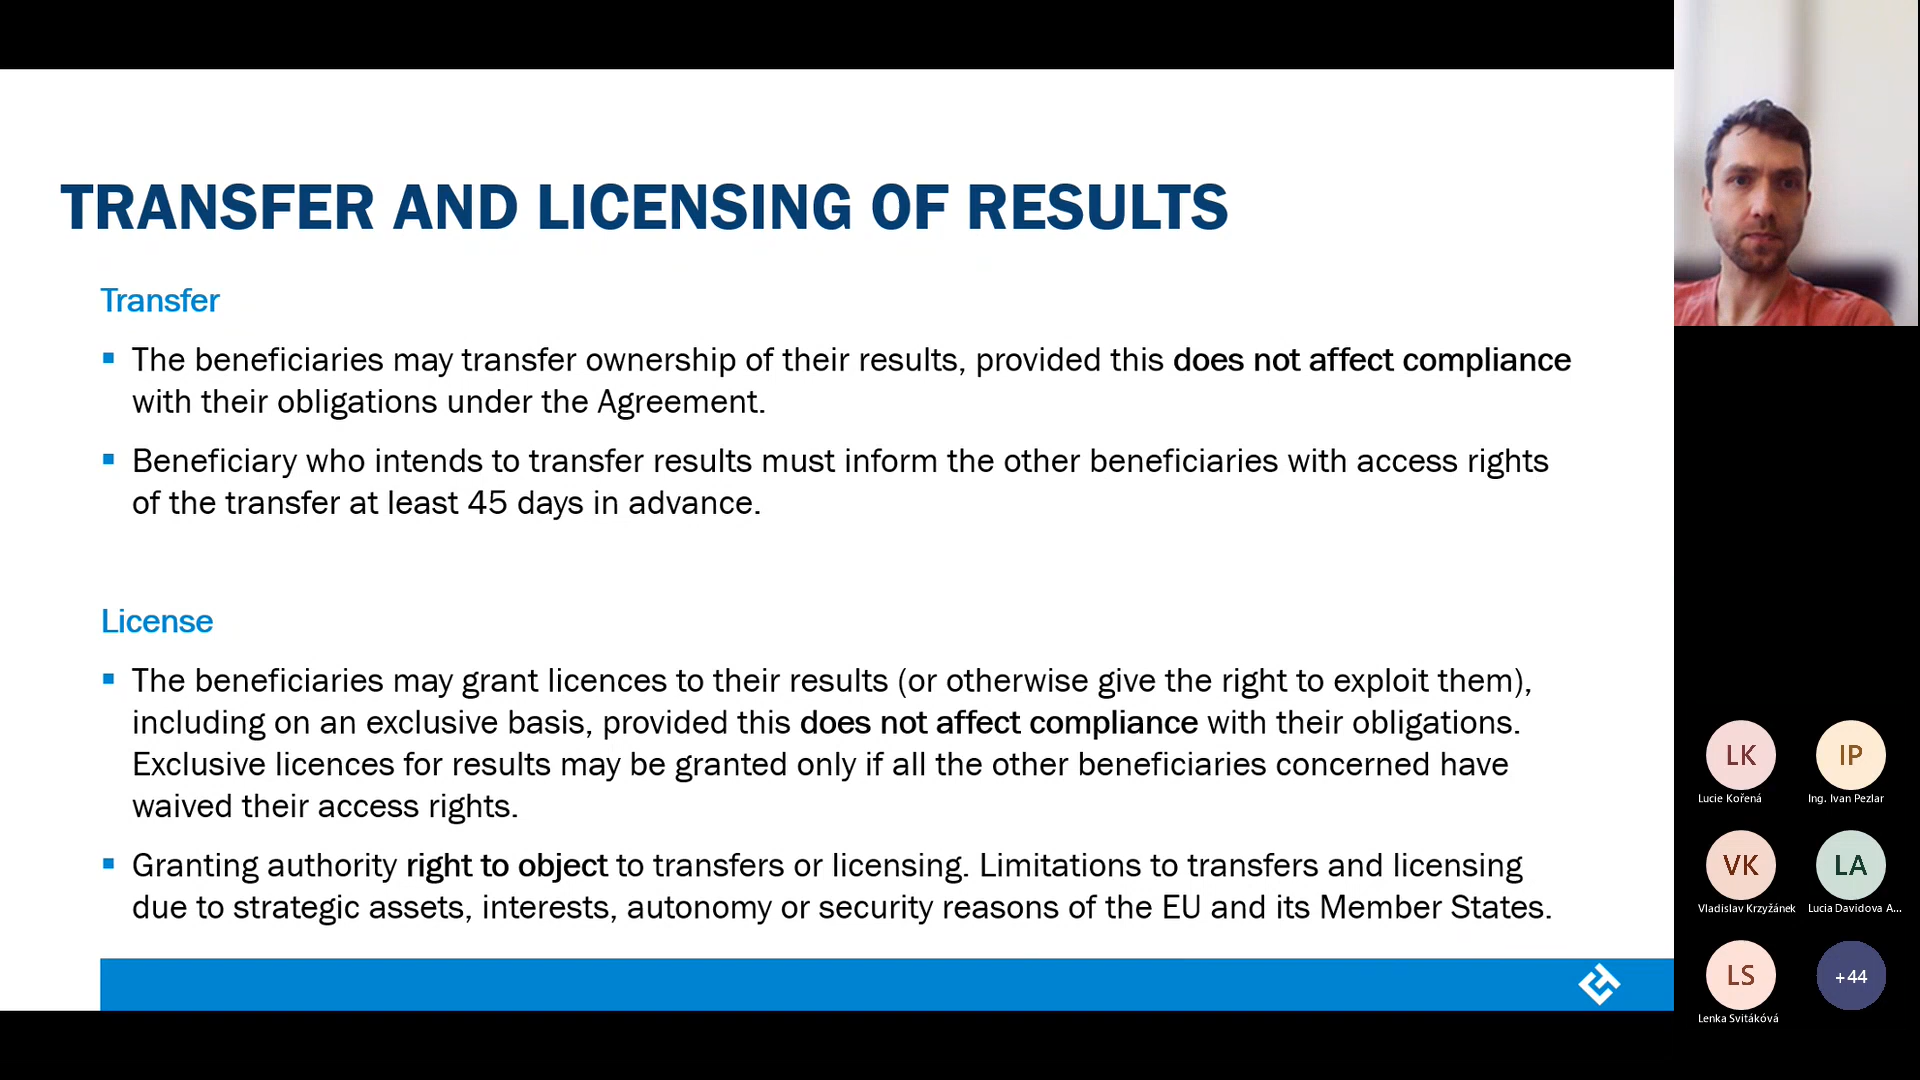 TRANSFER AND LICENSING OF RESULTS
Transfer
The beneficiaries may transfer ownership of their results, provided this does not affect compliance
with their obligations under the Agreement.
Beneficiary who intends to transfer results must inform the other beneficiaries with access rights
of the transfer at least 45 days in advance.
License
The beneficiaries may grant licences to their results (or otherwise give the right to exploit them),
including on an exclusive basis, provided this does not affect compliance with their obligations.
Exclusive licences for results may be granted only if all the other beneficiaries concerned have
waived their access rights.
Granting authority right to object to transfers or licensing. Limitations to transfers and licensing
due to strategic assets, interests, autonomy or security reasons of the EU and its Member States.
LK
Lucie Kořená
IP
Ing. Ivan Pezlar
VK
Vladislav Krzyžánek
LA
Lucia Davidova A...
LS
Lenka Svitáková
+44